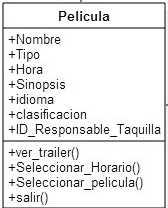 Pelicula
+Nombre
+Tipo
+Hora
+Sinopsis
+idioma
+clasificacion
+ID_Responsable_Taquilla
+ver_trailer()
+Seleccionar_Horario()
+Seleccionar_pelicula()
+salir()